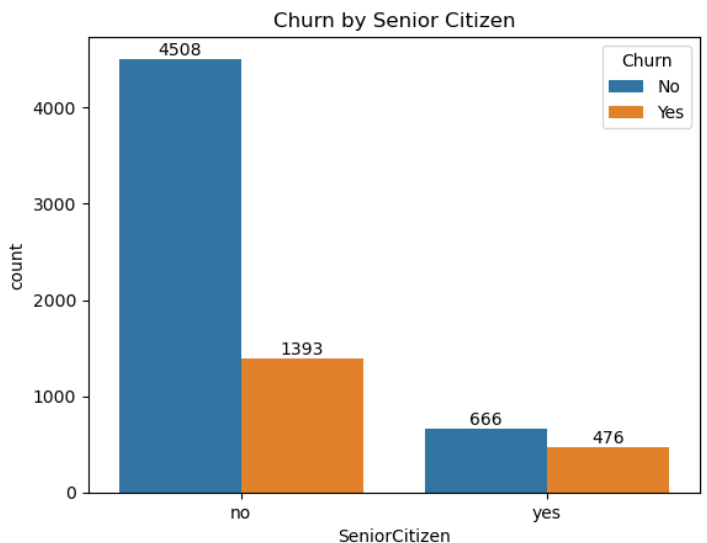 Churn by Senior Citizen
4508
Churn
No
Yes
4000
3000
count
2000
1393
1000
666
476
0
no
yes
SeniorCitizen